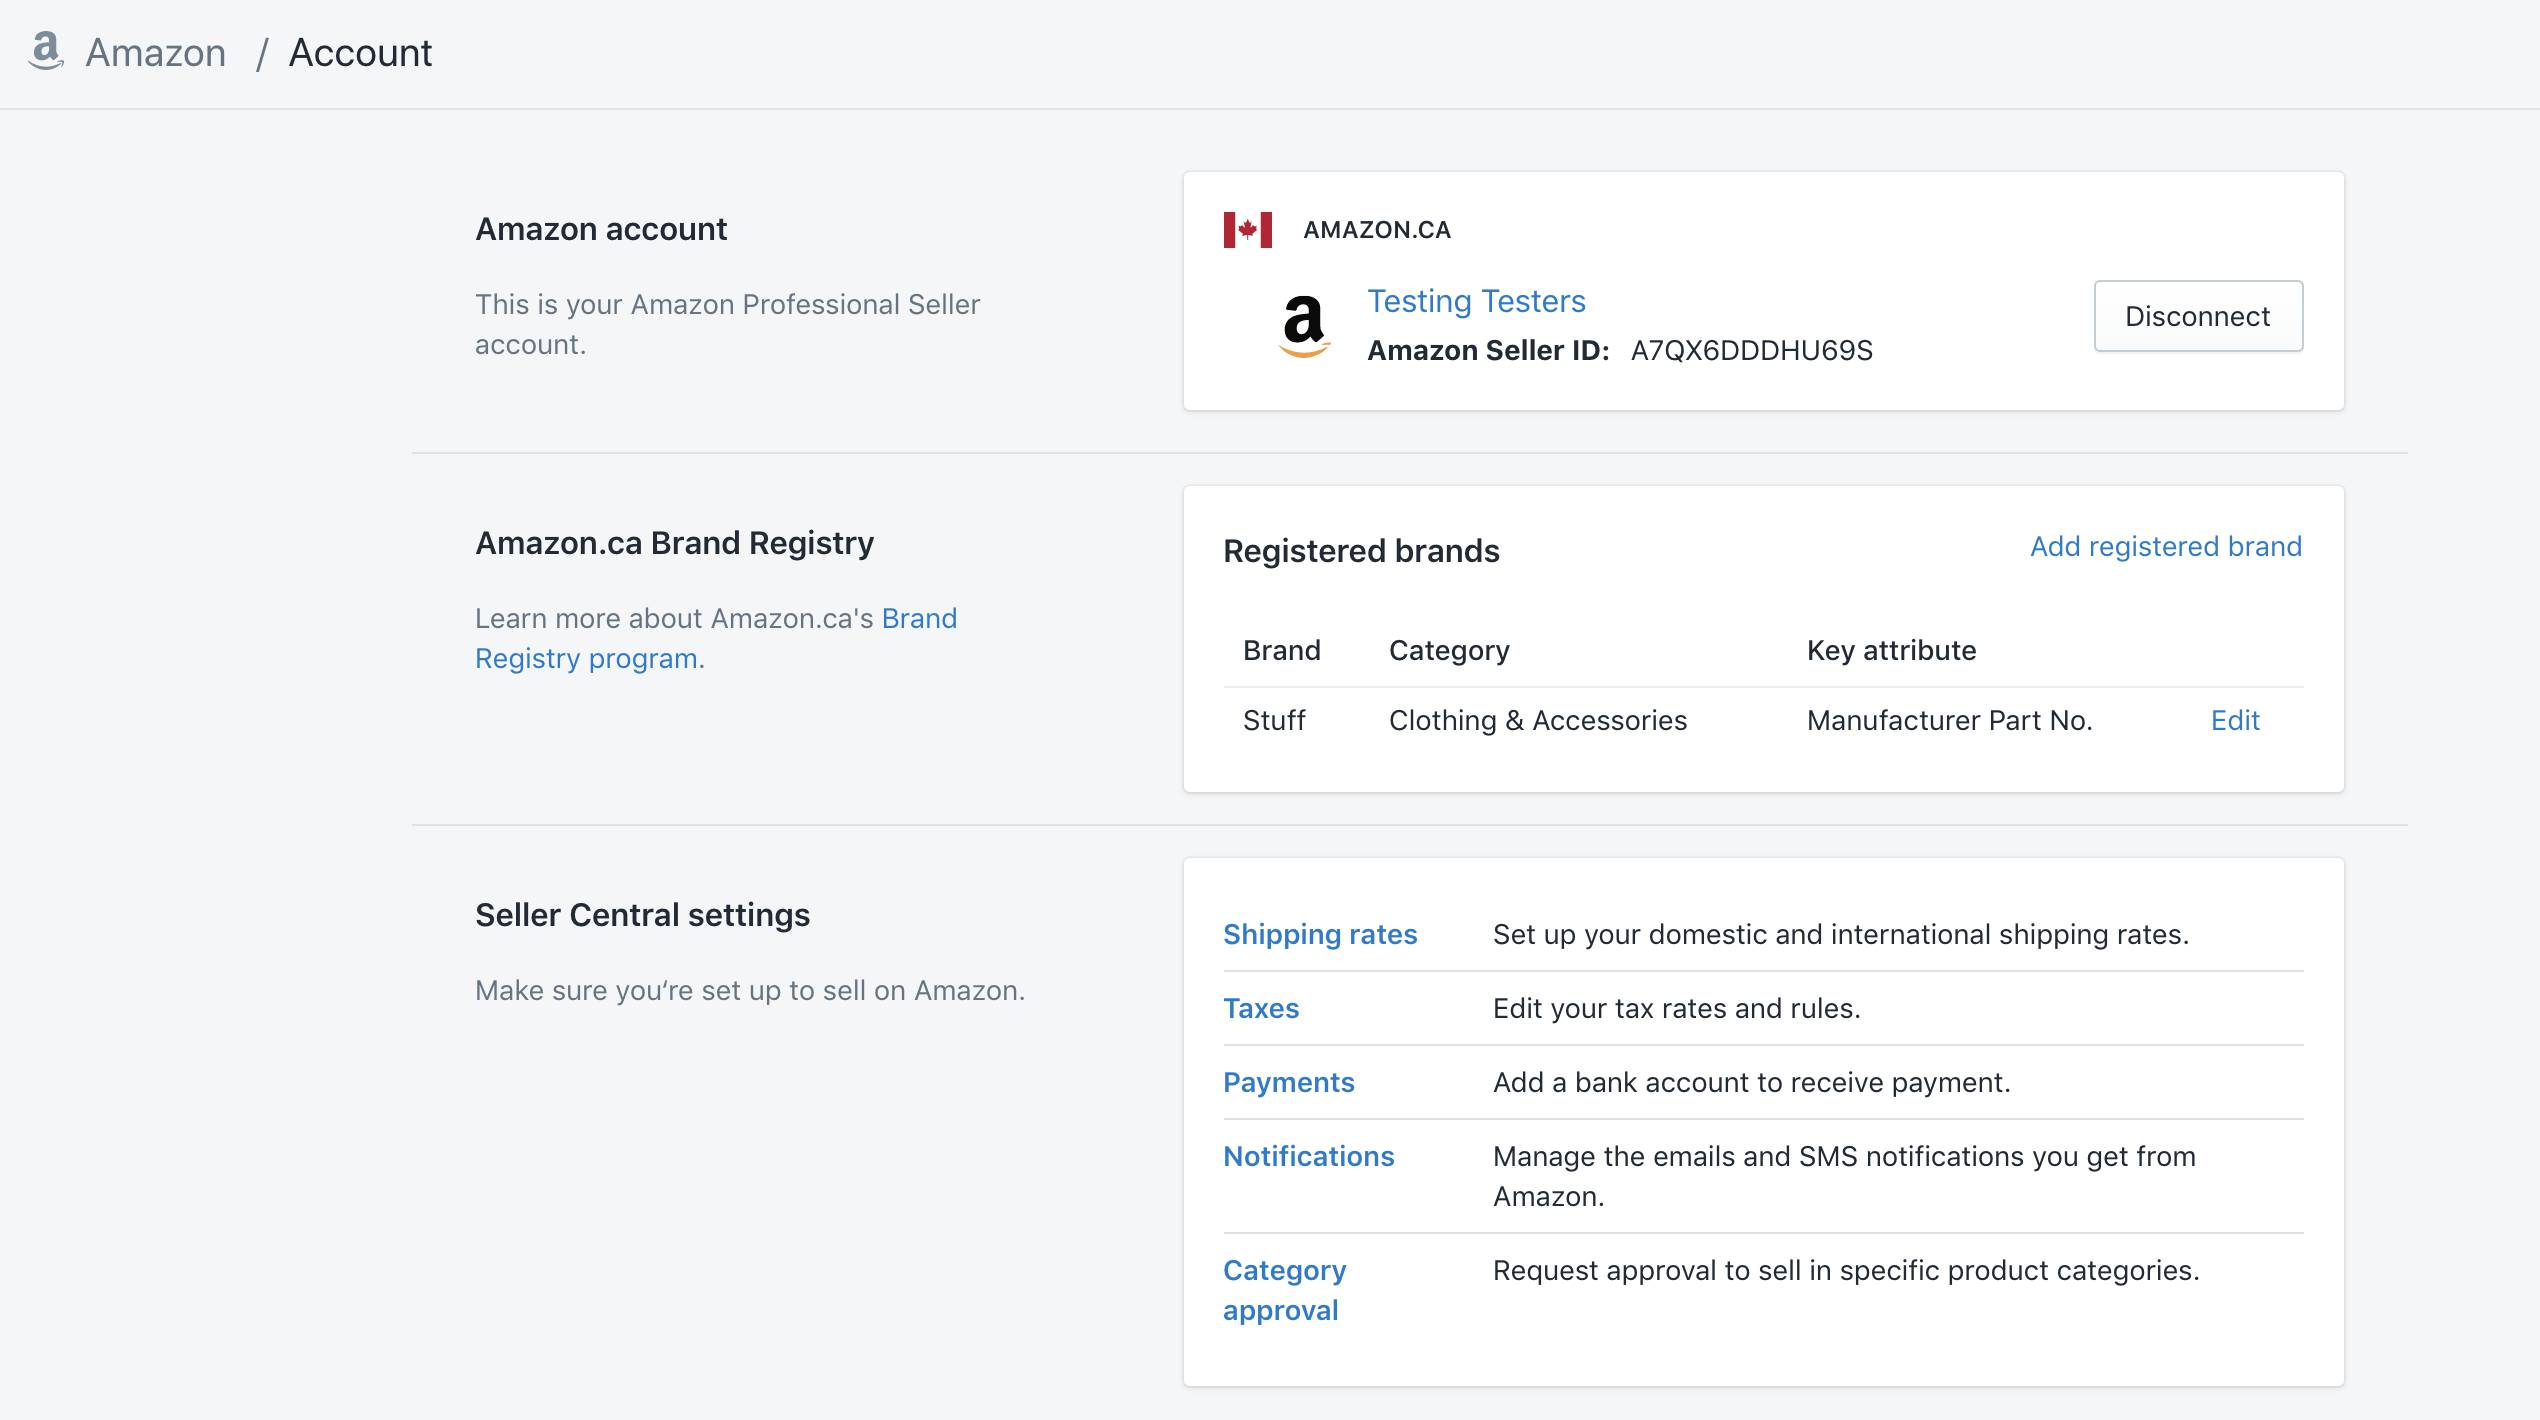 Amazon / Account
Amazon account
This is your Amazon Professional Seller
account.
AMAZON.CA
Testing Testers
Amazon Seller ID: A7QX6DDDHU69S
Disconnect
Amazon.ca Brand Registry
Learn more about Amazon.ca's Brand
Registry program.
Registered brands
Add registered brand
Brand Category Key attribute
Stuff Clothing & Accessories Manufacturer Part No. Edit
Seller Central settings
Make sure you‘re set up to sell on Amazon.
Shipping rates Set up your domestic and international shipping rates.
Taxes Edit your tax rates and rules.
Payments Add a bank account to receive payment.
Notifications Manage the emails and SMS notifications you get from
Amazon.
Category Request approval to sell in specific product categories.
approval